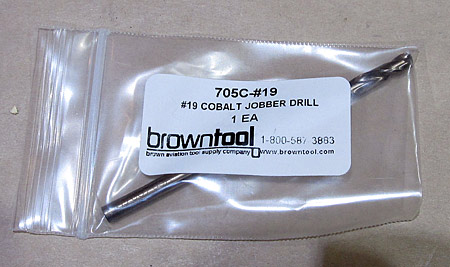 705C-#19
#19 COBALT JOBBER DRILL
1 EA
browntool 1-800-587 3883
brown aviation tool supply company www.browntool.com